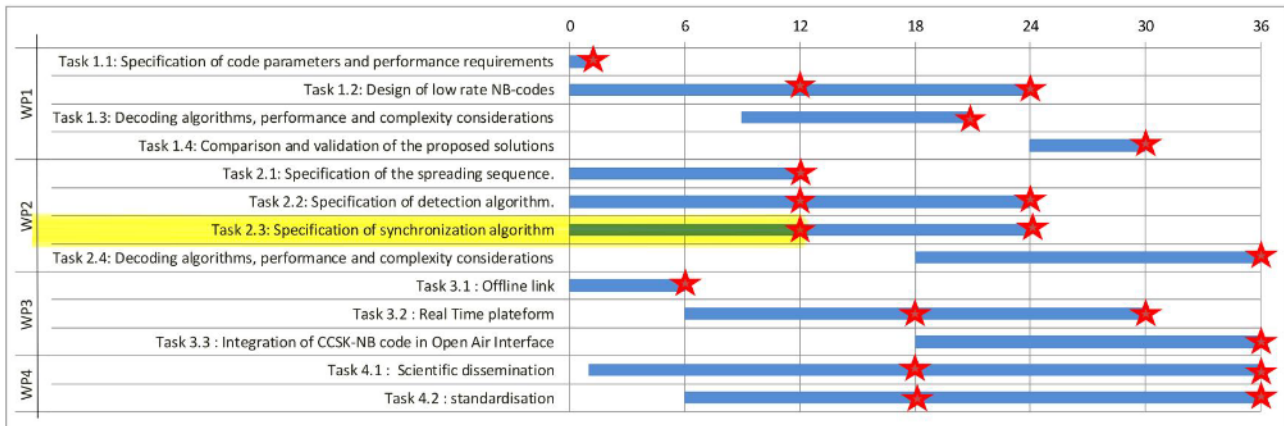 0 6 12 18 24 30 36
WP1
Task 1.1: Specification of code parameters and performance requirements
Task 1.2: Design of low rate NB-codes
Task 1.3: Decoding algorithms, performance and complexity considerations
Task 1.4: Comparison and validation of the proposed solutions
WP2
Task 2.1: Specification of the spreading sequence.
Task 2.2: Specification of detection algorithm.
Task 2.3: Specification of synchronization algorithm
Task 2.4: Decoding algorithms, performance and complexity considerations
WP3
Task 3.1 : Offline link
Task 3.2 : Real Time plateform
Task 3.3 : Integration of CCSK-NB code in Open Air Interface
WP4
Task 4.1 : Scientific dissemination
Task 4.2 : standardisation